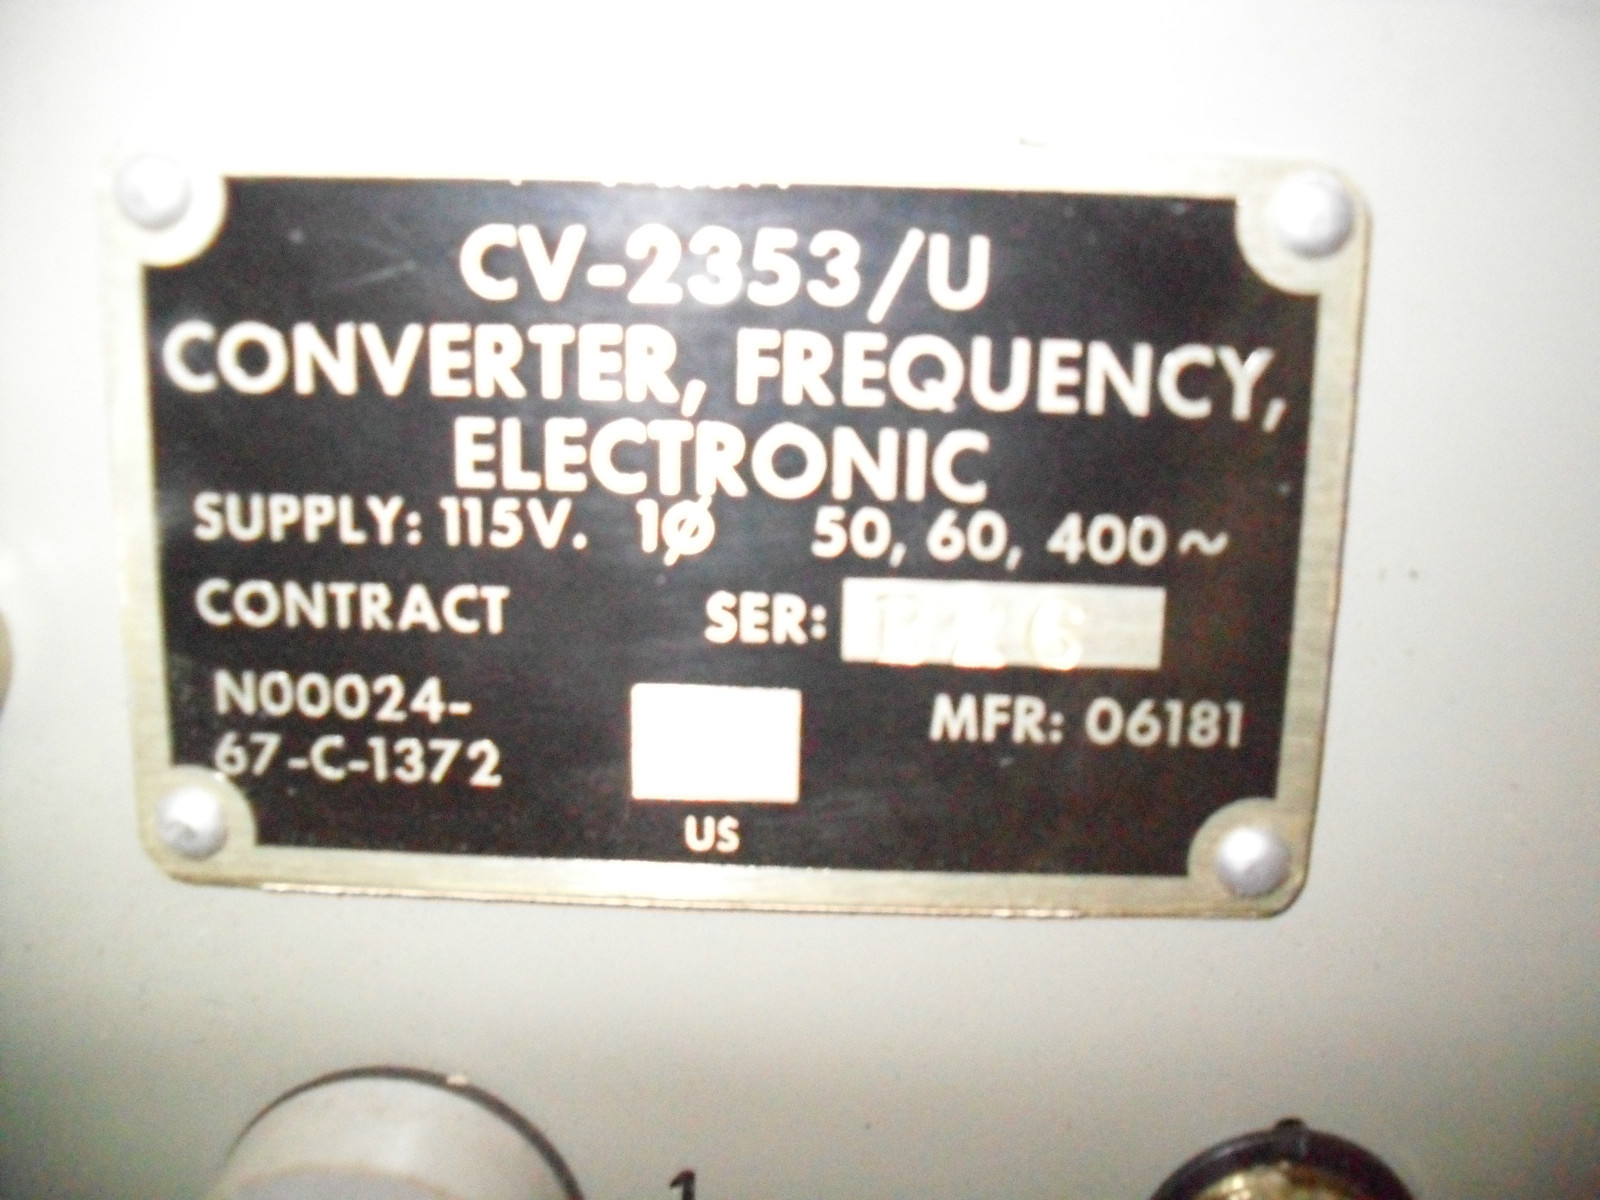 CV-2353/U
CONVERTER, FREQUENCY,
ELECTRONIC
SUPPLY: 115V. 1Ø 50, 60, 400~
CONTRACT SER:
N00024-
67-C-1372
MFR: 06181
US
1